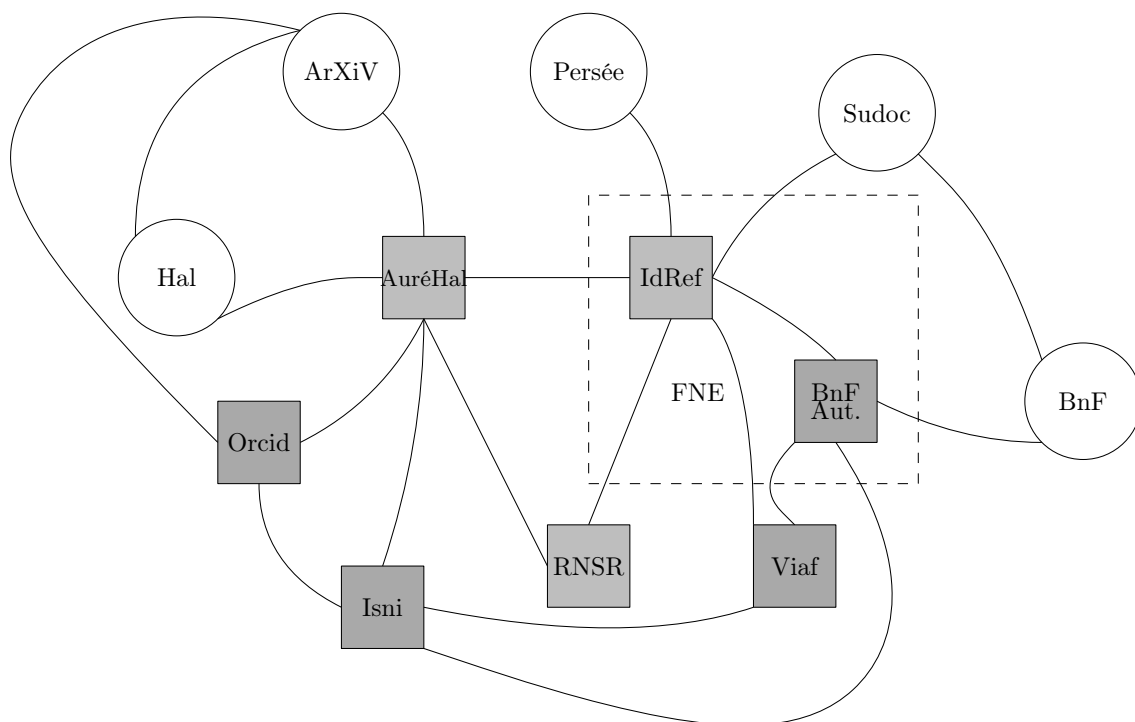 ArXiV
Persée
Sudoc
Hal
AuréHal
IdRef
FNE
BnF
Aut.
BnF
Orcid
RNSR
Viaf
Isni